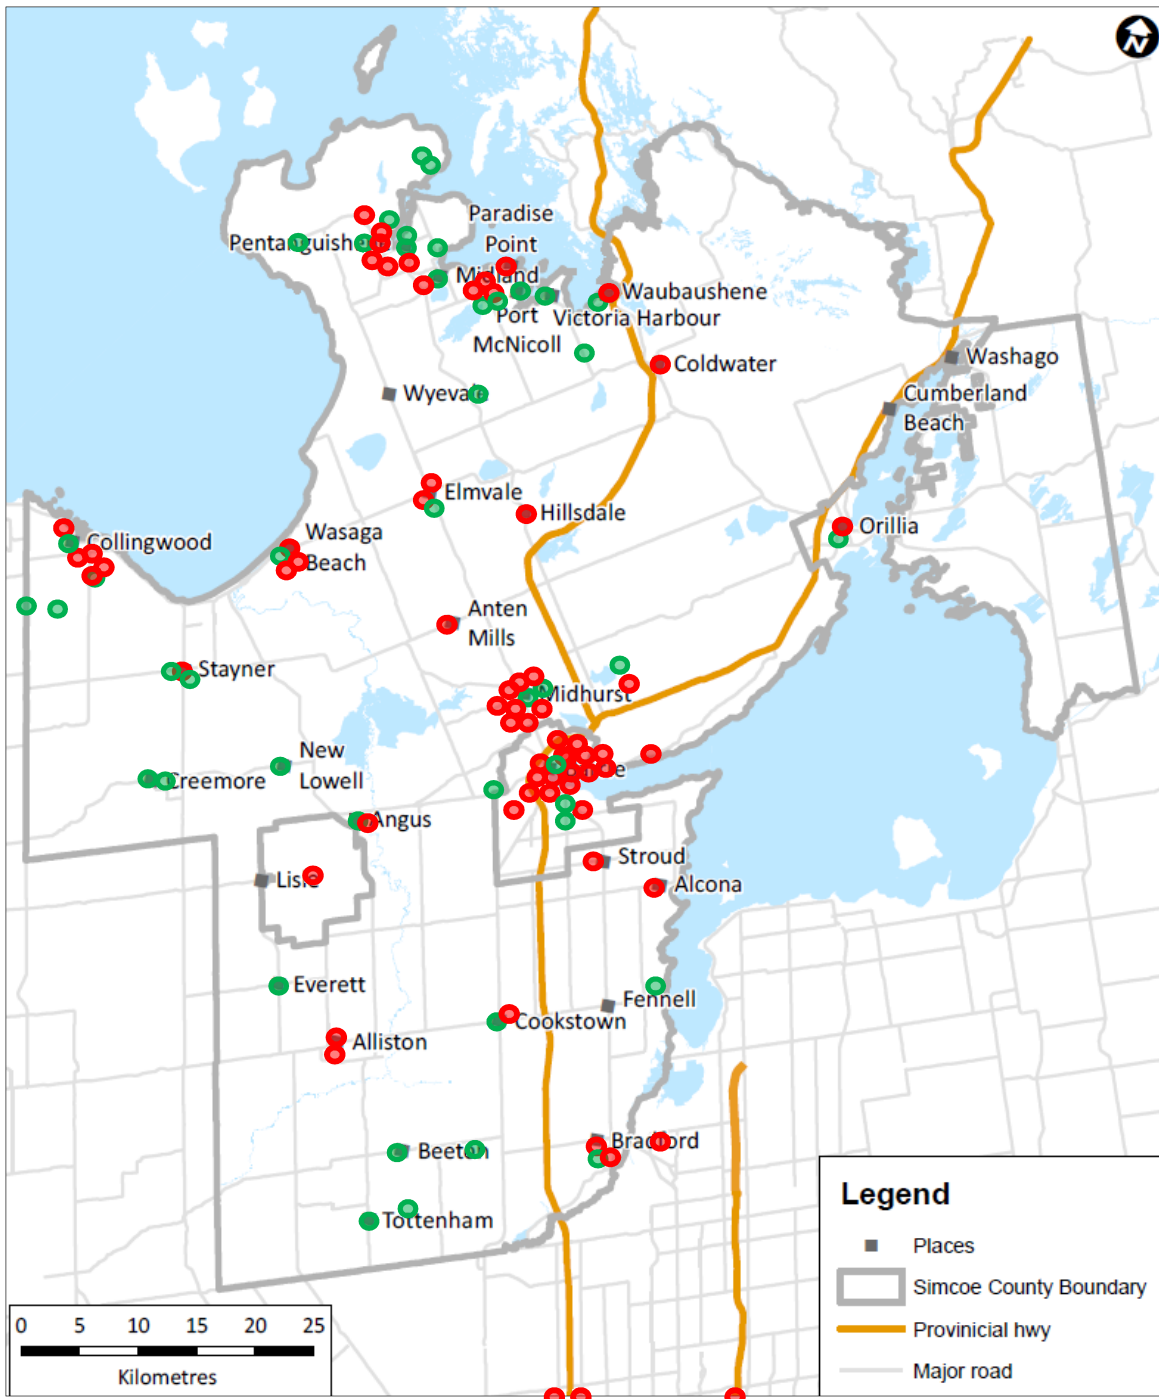 N
Paradise
Point
Pentanguishene
Midland
Waubaushene
Port
McNicoll
Victoria Harbour
Coldwater
Washago
Wyevale
Cumberland
Beach
Elmvale
Hillsdale
Orillia
Collingwood
Wasaga
Beach
Anten
Mills
Stayner
Midhurst
New
Lowell
Creemore
Angus
Stroud
Lisle
Alcona
Everett
Fennell
Cookstown
Alliston
Bradford
Beeton
Tottenham
Legend
Places
Simcoe County Boundary
Provinicial hwy
Major road
0 5 10 15 20 25
Kilometres